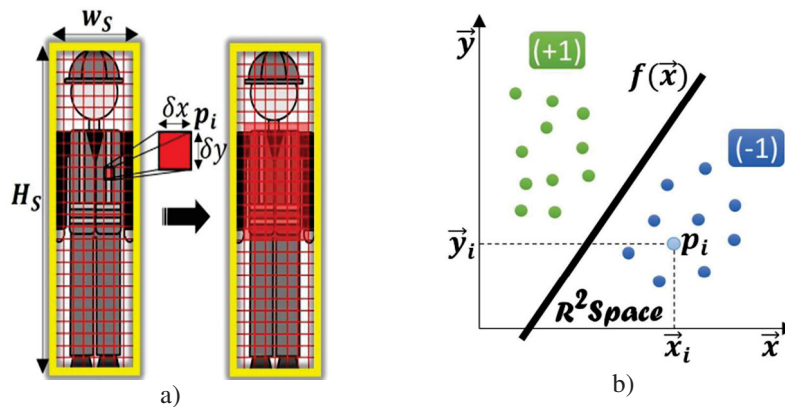 w_S
H_S
δx p_i
δy
a)
y⃗
(+1)
f(x⃗)
(-1)
y⃗_i
p_i
R² Space
x⃗_i
x⃗
b)